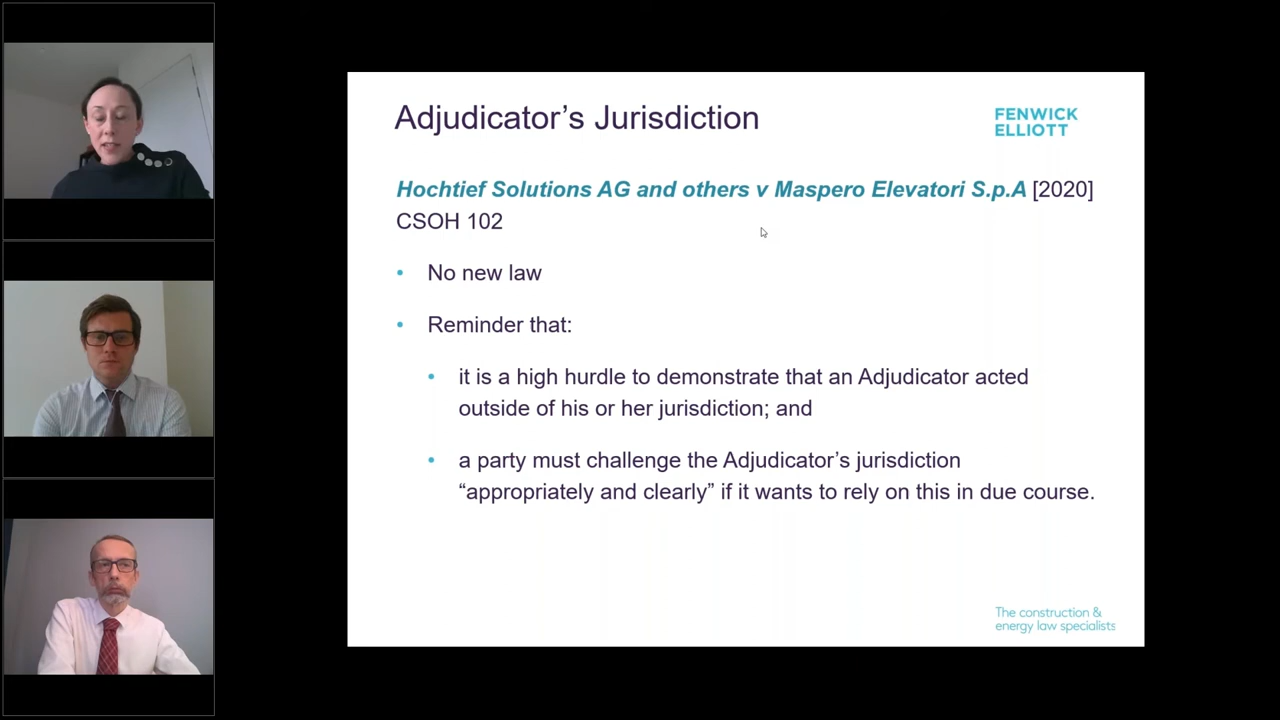 Adjudicator’s Jurisdiction
FENWICK
ELLIOTT
Hochtief Solutions AG and others v Maspero Elevatori S.p.A [2020]
CSOH 102
• No new law
• Reminder that:
• it is a high hurdle to demonstrate that an Adjudicator acted
outside of his or her jurisdiction; and
• a party must challenge the Adjudicator’s jurisdiction
“appropriately and clearly” if it wants to rely on this in due course.
The construction &
energy law specialists